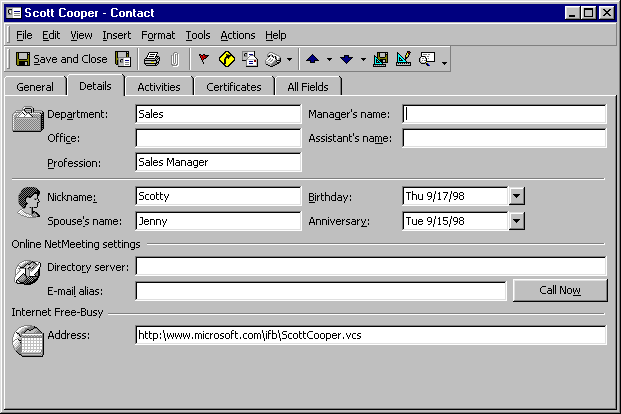 Scott Cooper - Contact
File Edit View Insert Format Tools Actions Help
Save and Close
General Details Activities Certificates All Fields
Department: Sales Manager's name:
Office: Assistant's name:
Profession: Sales Manager
Nickname: Scotty Birthday: Thu 9/17/98
Spouse's name: Jenny Anniversary: Tue 9/15/98
Online NetMeeting settings
Directory server:
E-mail alias: Call Now
Internet Free-Busy
Address: http:\www.microsoft.com\ifb\ScottCooper.vcs